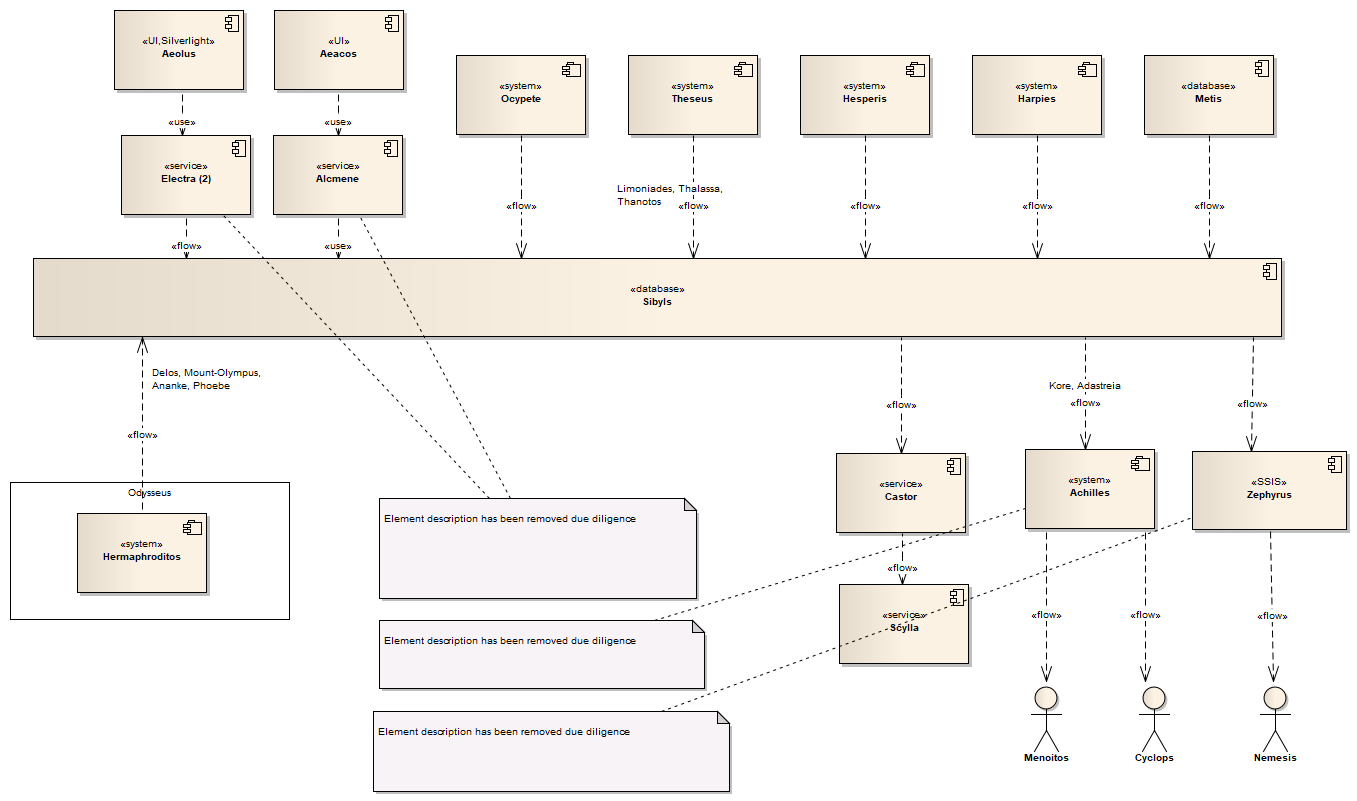 «UI,Silverlight»
Aeolus
«UI»
Aeacos
«system»
Ocypete
«system»
Theseus
«system»
Hesperis
«system»
Harpies
«database»
Metis
«use»
«use»
«service»
Electra (2)
«service»
Alcmene
Limoniades, Thalassa,
Thanotos
«flow»
«flow»
«flow»
«flow»
«flow»
«flow»
«use»
«database»
Sibyls
Delos, Mount-Olympus,
Ananke, Phoebe
«flow»
Kore, Adastreia
«flow»
«flow»
«flow»
Odysseus
«system»
Hermaphroditos
«service»
Castor
«system»
Achilles
«SSIS»
Zephyrus
Element description has been removed due diligence
«flow»
«service»
Scylla
«flow»
«flow»
«flow»
Element description has been removed due diligence
Element description has been removed due diligence
Menoitos
Cyclops
Nemesis